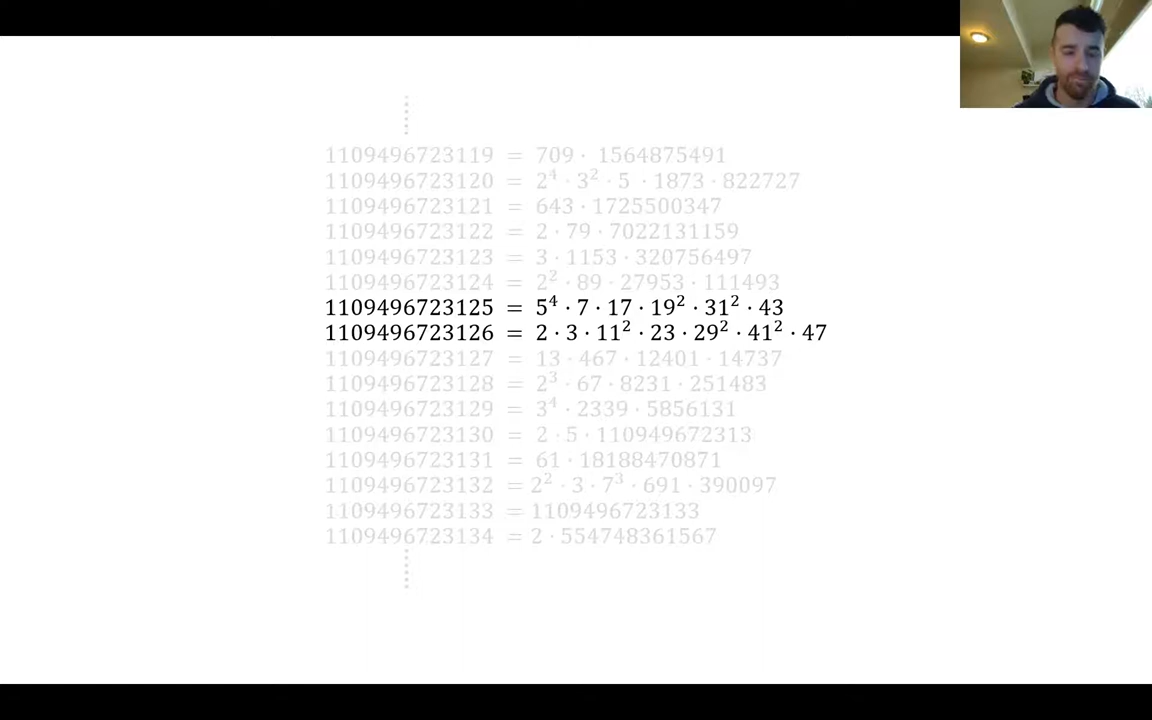 1109496723119 = 709 · 1564875491
1109496723120 = 2⁴ · 3² · 5 · 1873 · 822727
1109496723121 = 643 · 1725500347
1109496723122 = 2 · 79 · 7022131159
1109496723123 = 3 · 1153 · 320756497
1109496723124 = 2² · 89 · 27953 · 111493
1109496723125 = 5⁴ · 7 · 17 · 19² · 31² · 43
1109496723126 = 2 · 3 · 11² · 23 · 29² · 41² · 47
1109496723127 = 13 · 467 · 12401 · 14737
1109496723128 = 2³ · 67 · 8231 · 251483
1109496723129 = 3⁴ · 2339 · 5856131
1109496723130 = 2 · 5 · 110949672313
1109496723131 = 61 · 18188470871
1109496723132 = 2² · 3 · 7³ · 691 · 390097
1109496723133 = 1109496723133
1109496723134 = 2 · 554748361567